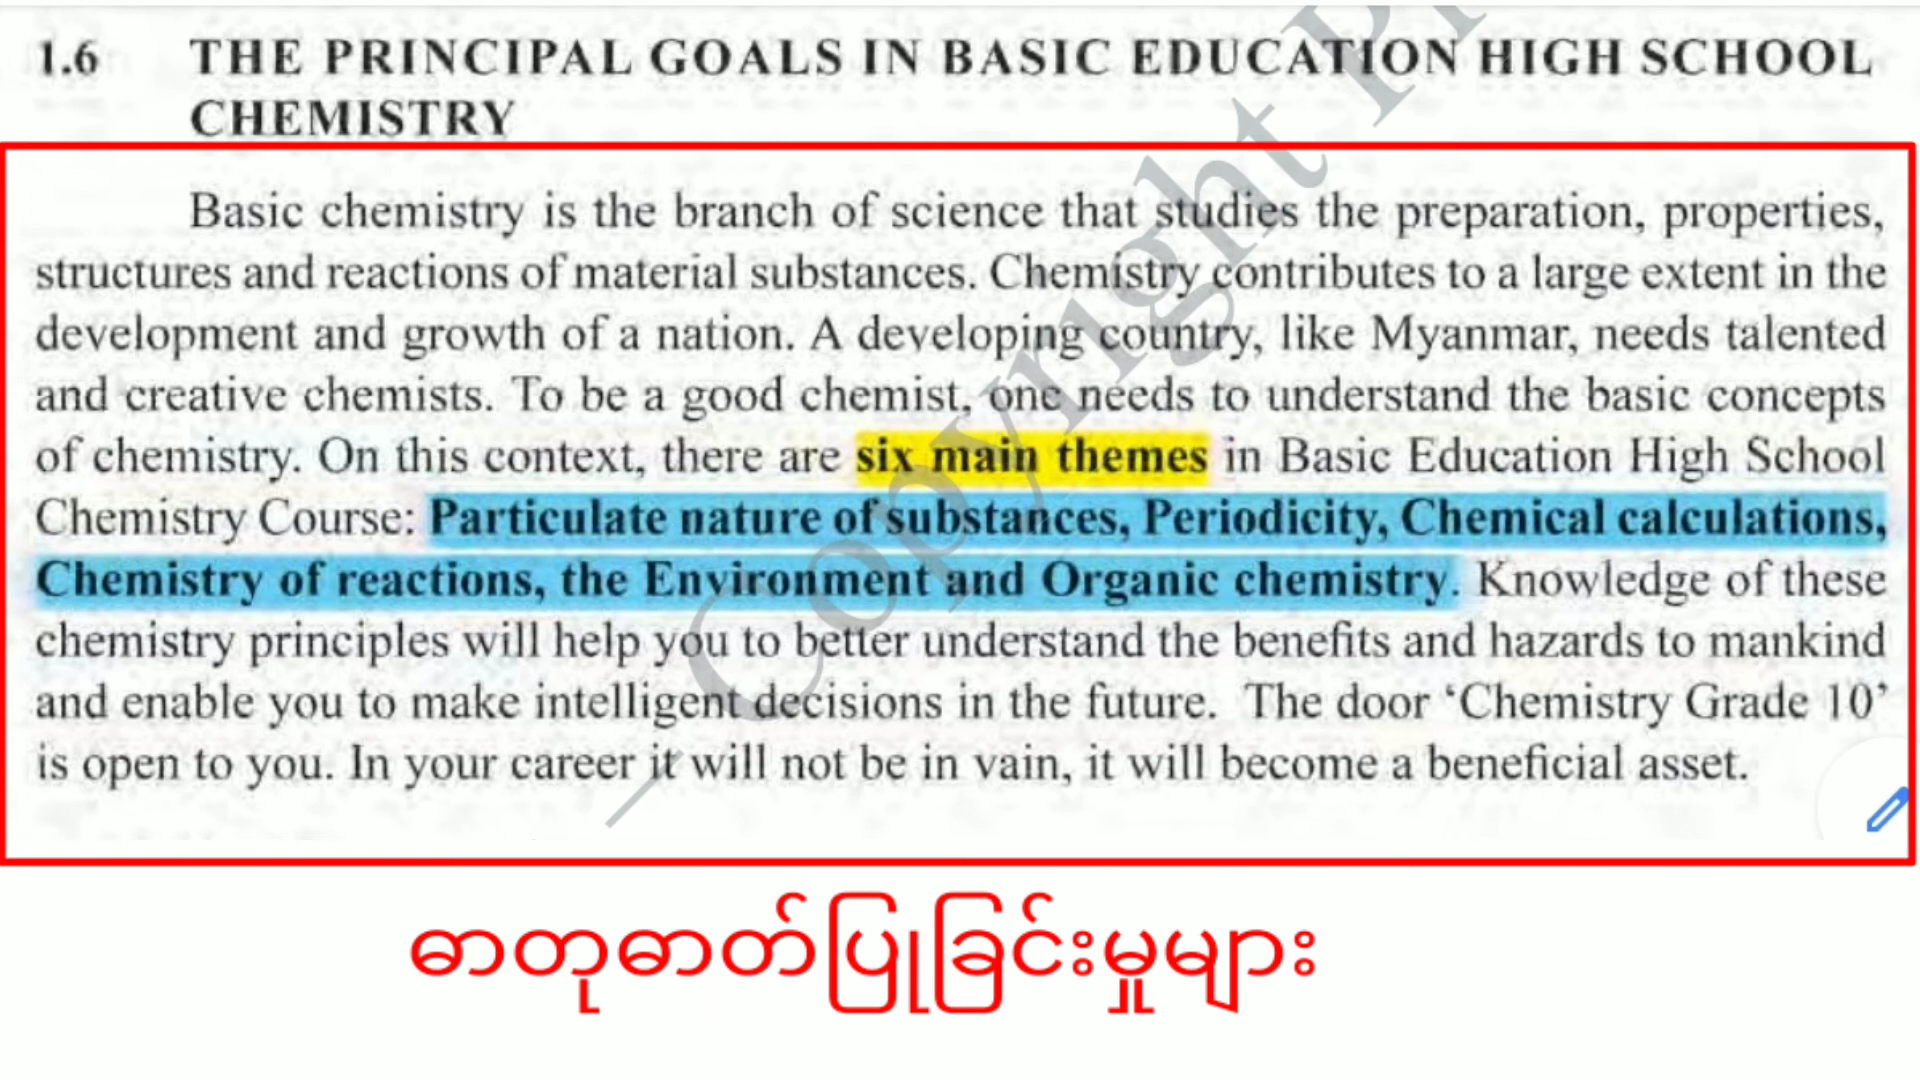 1.6 THE PRINCIPAL GOALS IN BASIC EDUCATION HIGH SCHOOL
CHEMISTRY
Basic chemistry is the branch of science that studies the preparation, properties,
structures and reactions of material substances. Chemistry contributes to a large extent in the
development and growth of a nation. A developing country, like Myanmar, needs talented
and creative chemists. To be a good chemist, one needs to understand the basic concepts
of chemistry. On this context, there are six main themes in Basic Education High School
Chemistry Course: Particulate nature of substances, Periodicity, Chemical calculations,
Chemistry of reactions, the Environment and Organic chemistry. Knowledge of these
chemistry principles will help you to better understand the benefits and hazards to mankind
and enable you to make intelligent decisions in the future. The door ‘Chemistry Grade 10’
is open to you. In your career it will not be in vain, it will become a beneficial asset.
– Copyright
ဓာတုဓာတ်ပြုခြင်းမှုများ